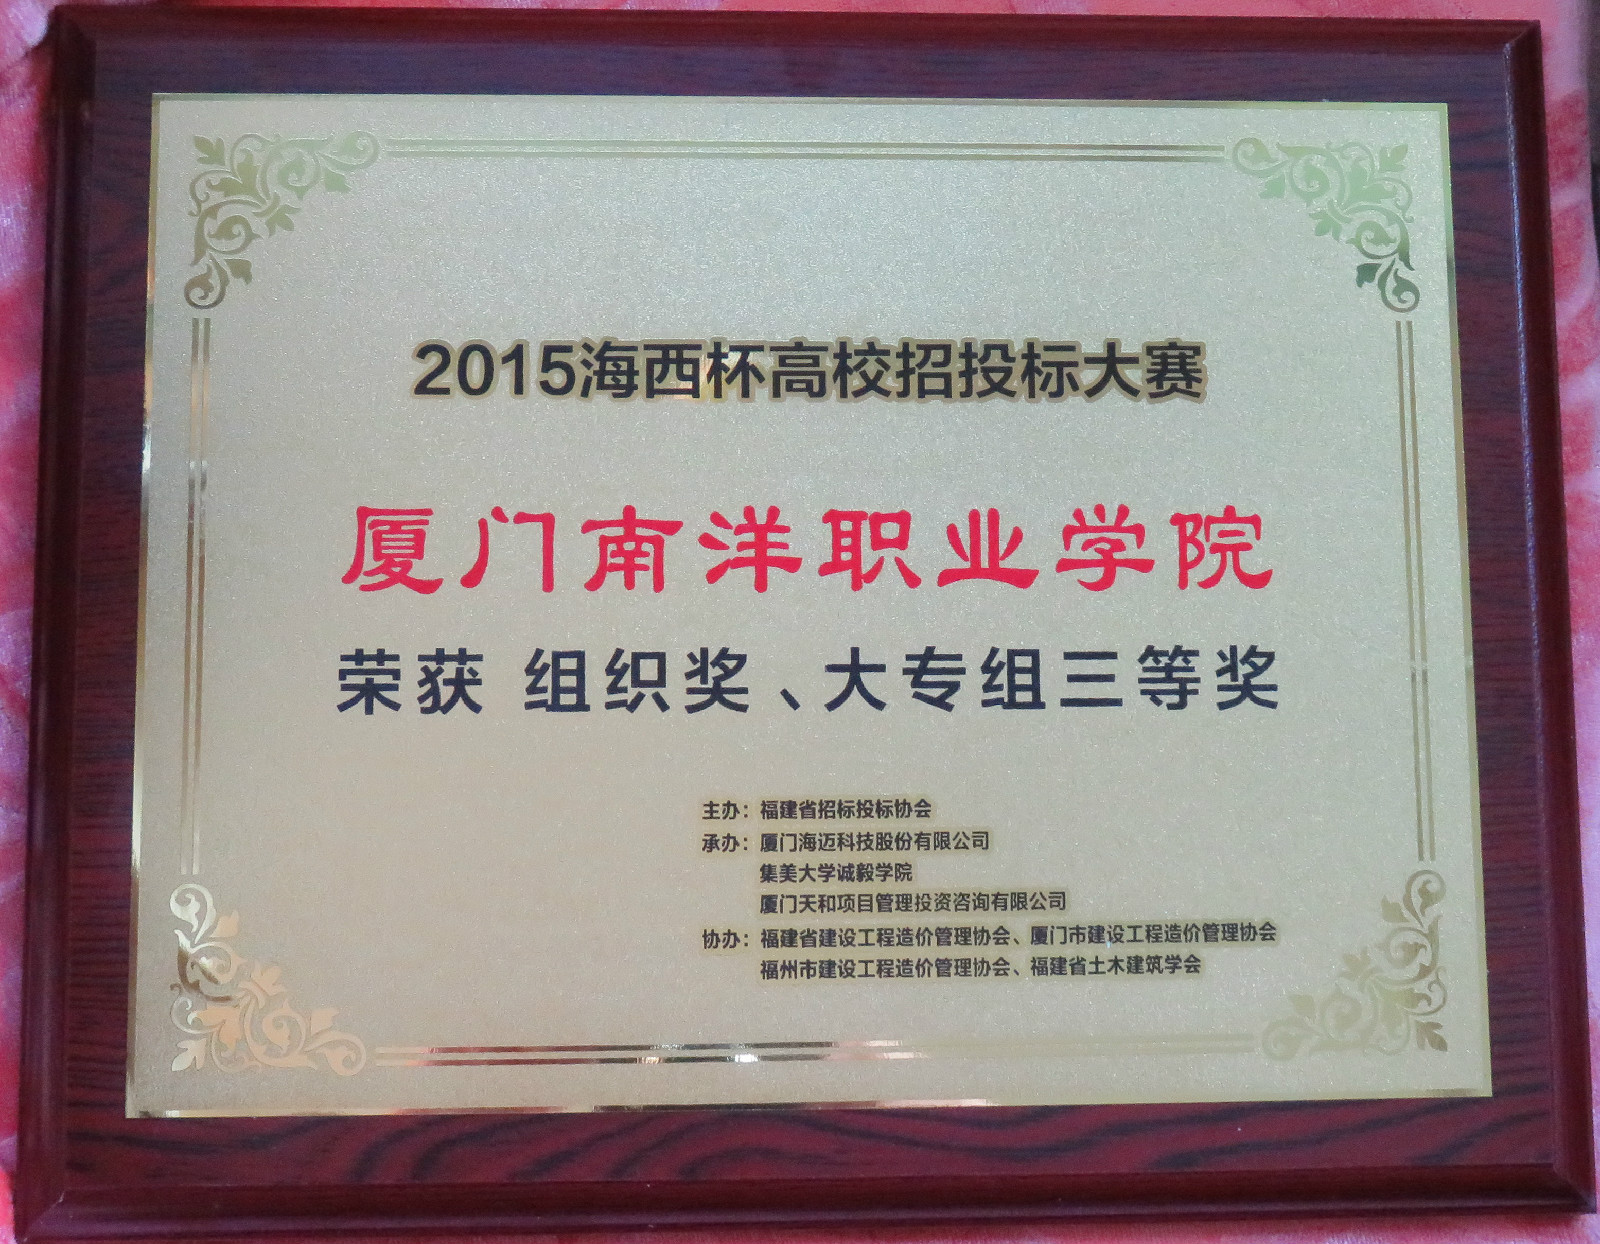 2015海西杯高校招投标大赛
厦门南洋职业学院
荣获 组织奖、大专组三等奖
主办：福建省招标投标协会
承办：厦门海迈科技股份有限公司
集美大学诚毅学院
厦门天和项目管理投资咨询有限公司
协办：福建省建设工程造价管理协会、厦门市建设工程造价管理协会
福州市建设工程造价管理协会、福建省土木建筑学会